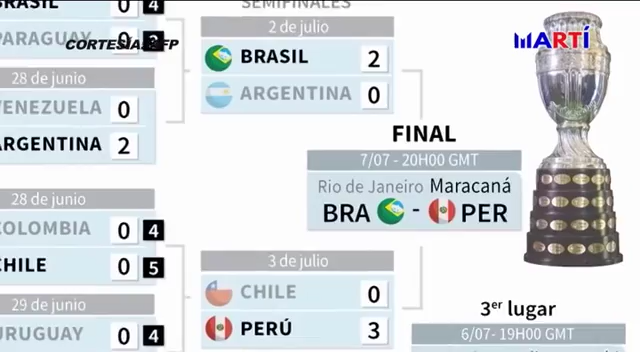 BRASIL 0 4
PARAGUAY 0
CORTESÍA: AFP
28 de junio
VENEZUELA 0
ARGENTINA 2
28 de junio
COLOMBIA 0 4
CHILE 0 5
29 de junio
URUGUAY 0 4
SEMIFINALES
2 de julio
BRASIL 2
ARGENTINA 0
3 de julio
CHILE 0
PERÚ 3
FINAL
7/07 - 20H00 GMT
Rio de Janeiro Maracaná
BRA - PER
3er lugar
6/07- 19H00 GMT
MARTÍ